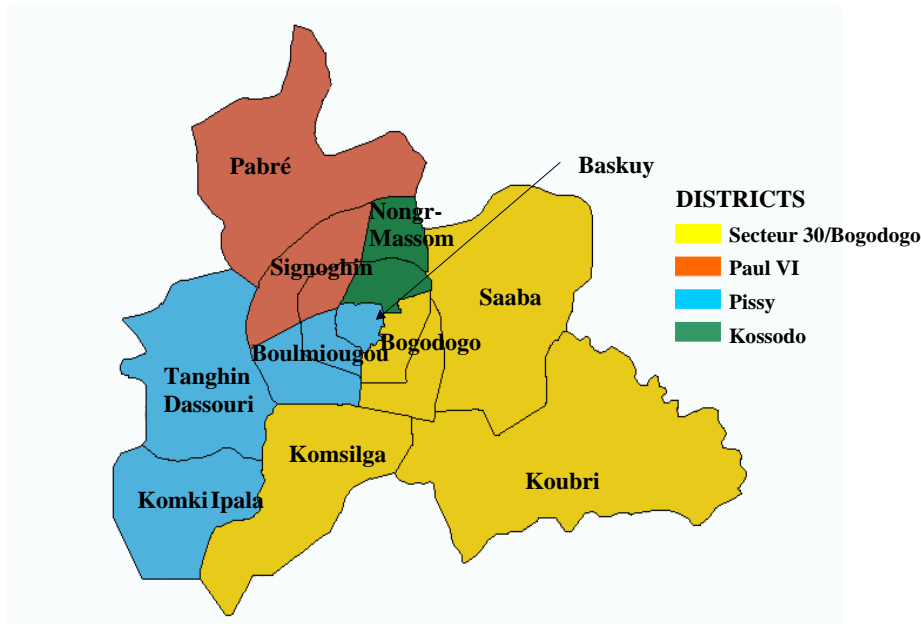 Pabré
Baskuy
Nongr-
Massom
DISTRICTS
Secteur 30/Bogodogo
Paul VI
Pissy
Kossodo
Signoghin
Saaba
Boulmiougou
Bogodogo
Tanghin
Dassouri
Komsilga
Koubri
Komki Ipala